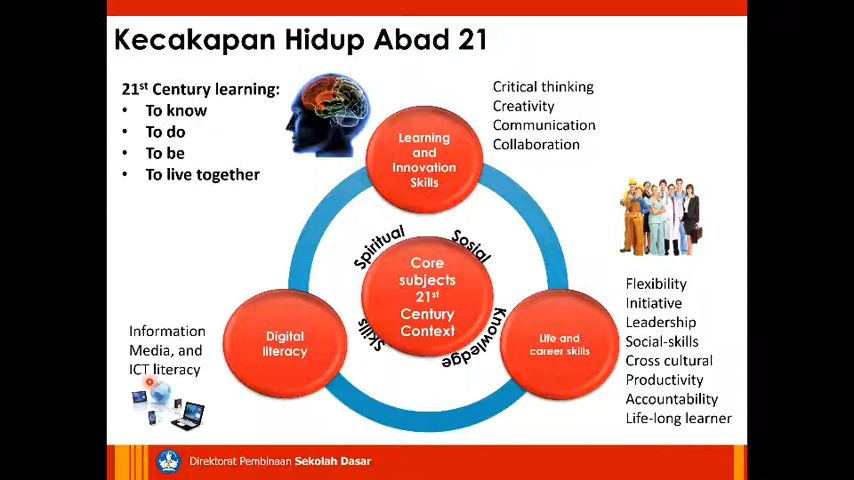 Kecakapan Hidup Abad 21
21st Century learning:
• To know
• To do
• To be
• To live together
Critical thinking
Creativity
Communication
Collaboration
Learning
and
Innovation
Skills
Spiritual
Sosial
Core
subjects
21st
Century
Context
Skills
Knowledge
Information
Media, and
ICT literacy
Digital
literacy
Life and
career skills
Flexibility
Initiative
Leadership
Social-skills
Cross cultural
Productivity
Accountability
Life-long learner
Direktorat Pembinaan Sekolah Dasar